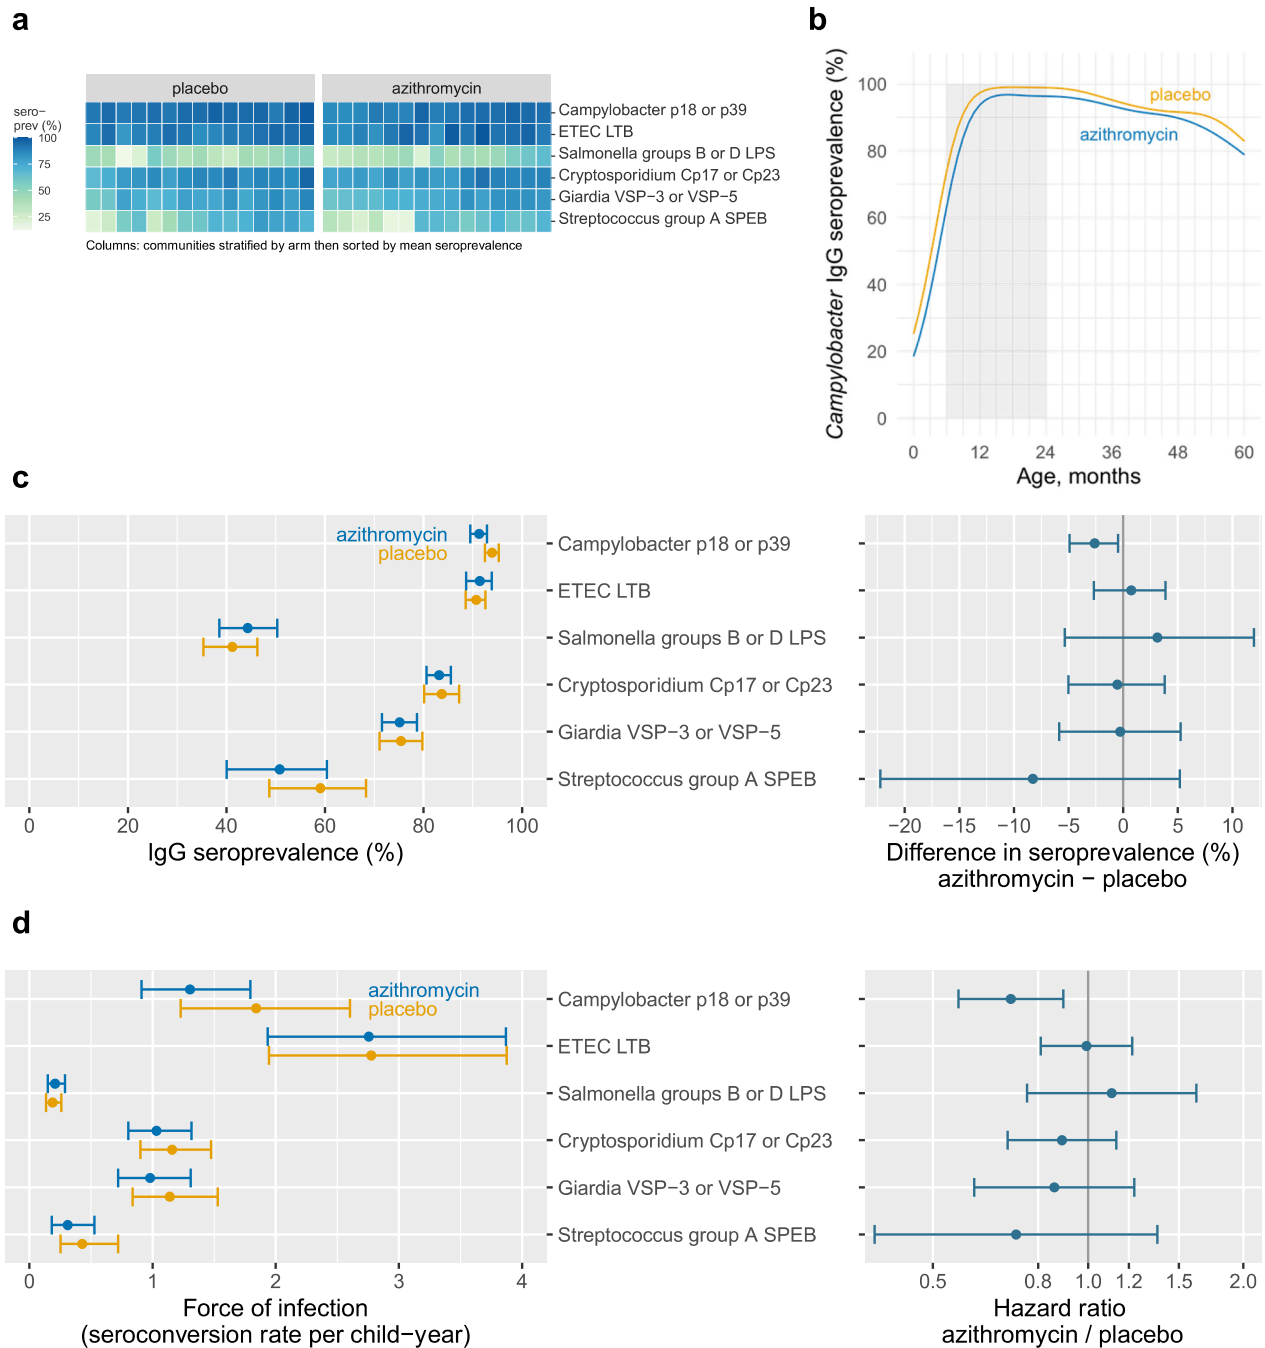 a
placebo
azithromycin
sero−
prev (%)
100
75
50
25
Campylobacter p18 or p39
ETEC LTB
Salmonella groups B or D LPS
Cryptosporidium Cp17 or Cp23
Giardia VSP−3 or VSP−5
Streptococcus group A SPEB
Columns: communities stratified by arm then sorted by mean seroprevalence
b
Campylobacter IgG seroprevalence (%)
100
80
60
40
20
0
placebo
azithromycin
0 12 24 36 48 60
Age, months
c
azithromycin
placebo
Campylobacter p18 or p39
ETEC LTB
Salmonella groups B or D LPS
Cryptosporidium Cp17 or Cp23
Giardia VSP−3 or VSP−5
Streptococcus group A SPEB
0 20 40 60 80 100
IgG seroprevalence (%)
−20 −15 −10 −5 0 5 10
Difference in seroprevalence (%)
azithromycin − placebo
d
azithromycin
placebo
Campylobacter p18 or p39
ETEC LTB
Salmonella groups B or D LPS
Cryptosporidium Cp17 or Cp23
Giardia VSP−3 or VSP−5
Streptococcus group A SPEB
0 1 2 3 4
Force of infection
(seroconversion rate per child−year)
0.5 0.8 1.0 1.2 1.5 2.0
Hazard ratio
azithromycin / placebo